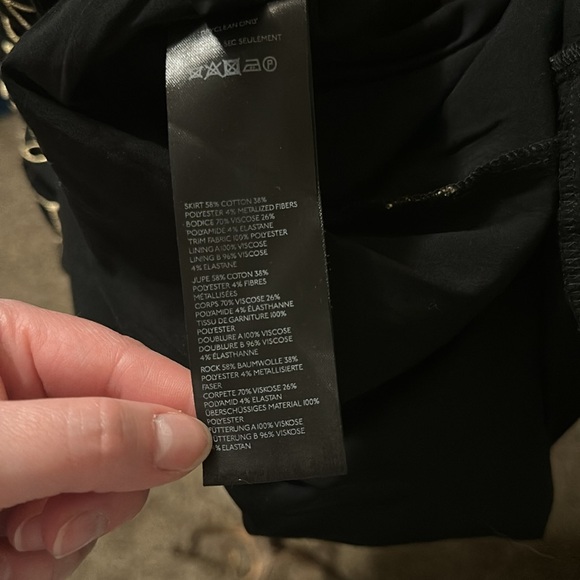 CLEAN ONLY
SEC SEULEMENT
P
SKIRT 58% COTTON 38%
POLYESTER 4% METALIZED FIBERS
BODICE 70% VISCOSE 26%
POLYAMIDE 4% ELASTANE
TRIM FABRIC 100% POLYESTER
LINING A 100% VISCOSE
LINING B 96% VISCOSE
4% ELASTANE
JUPE 58% COTON 38%
POLYESTER 4% FIBRES
MÉTALLISÉES
CORPS 70% VISCOSE 26%
POLYAMIDE 4% ÉLASTHANNE
TISSU DE GARNITURE 100%
POLYESTER
DOUBLURE A 100% VISCOSE
DOUBLURE B 96% VISCOSE
4% ÉLASTHANNE
ROCK 58% BAUMWOLLE 38%
POLYESTER 4% METALLISIERTE
FASER
CORPETE 70% VISKOSE 26%
POLYAMID 4% ELASTAN
ÜBERSCHÜSSIGES MATERIAL 100%
POLYESTER
FÜTTERUNG A 100% VISKOSE
FÜTTERUNG B 96% VISKOSE
% ELASTAN